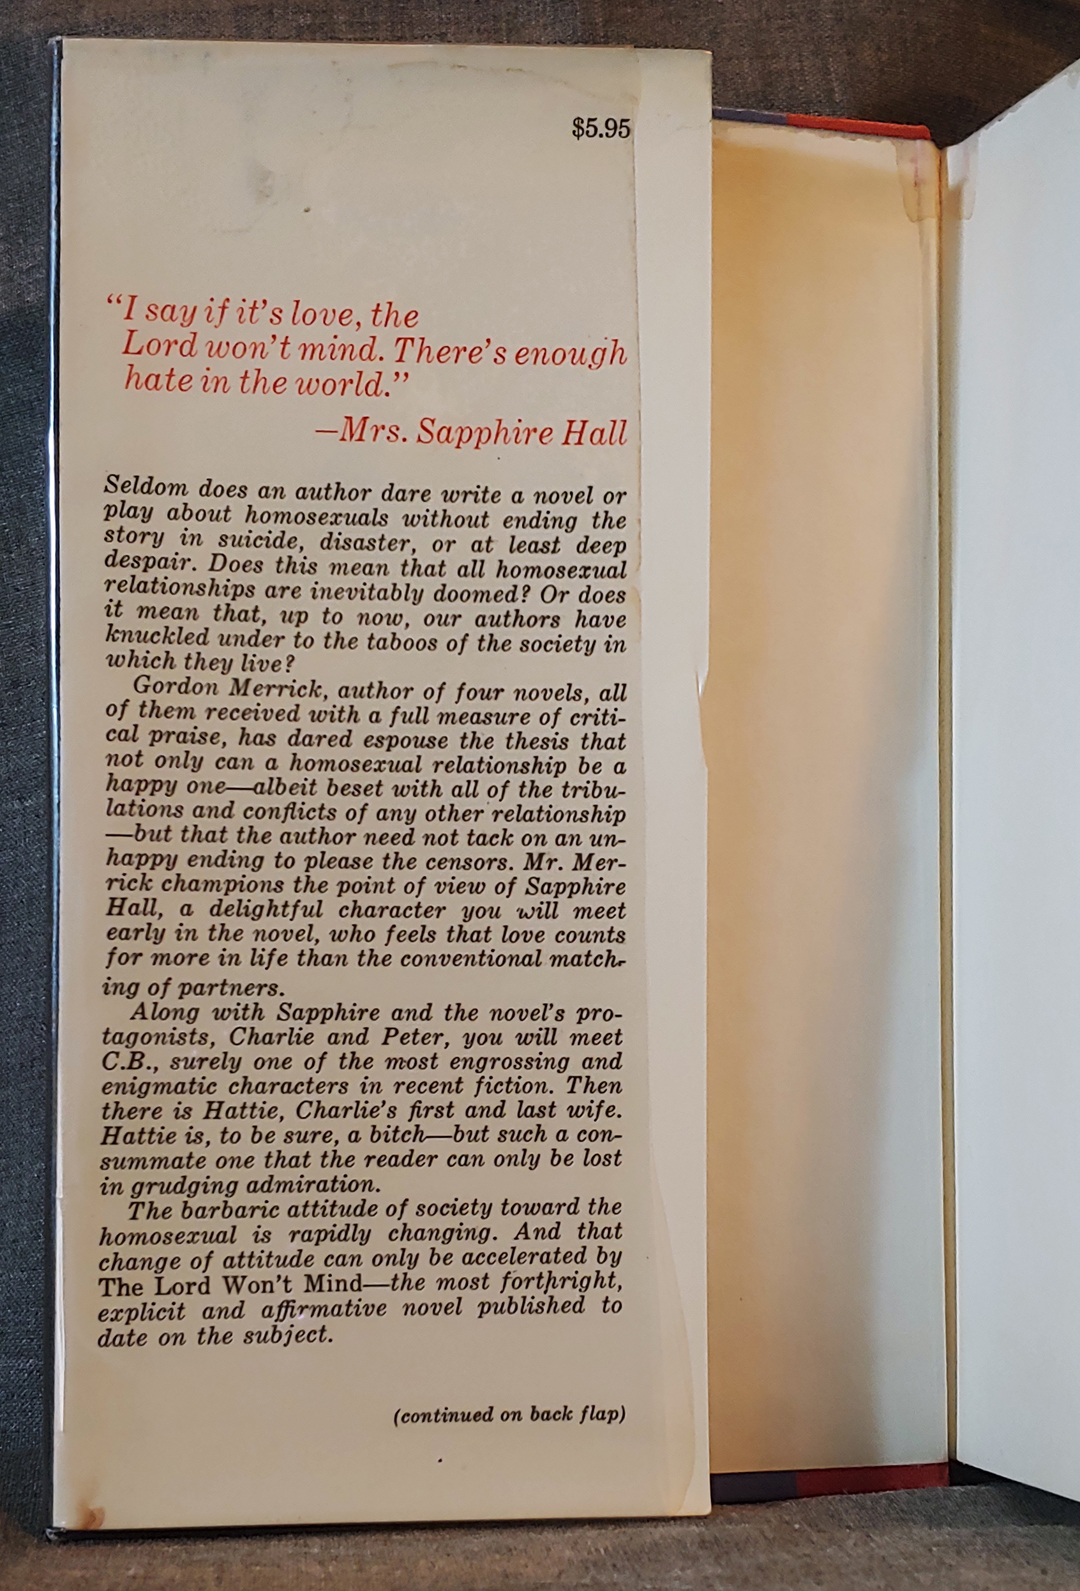 $5.95
“I say if it’s love, the
Lord won’t mind. There’s enough
hate in the world.”
—Mrs. Sapphire Hall
Seldom does an author dare write a novel or
play about homosexuals without ending the
story in suicide, disaster, or at least deep
despair. Does this mean that all homosexual
relationships are inevitably doomed? Or does
it mean that, up to now, our authors have
knuckled under to the taboos of the society in
which they live?
Gordon Merrick, author of four novels, all
of them received with a full measure of criti-
cal praise, has dared espouse the thesis that
not only can a homosexual relationship be a
happy one—albeit beset with all of the tribu-
lations and conflicts of any other relationship
—but that the author need not tack on an un-
happy ending to please the censors. Mr. Mer-
rick champions the point of view of Sapphire
Hall, a delightful character you will meet
early in the novel, who feels that love counts
for more in life than the conventional match-
ing of partners.
Along with Sapphire and the novel’s pro-
tagonists, Charlie and Peter, you will meet
C.B., surely one of the most engrossing and
enigmatic characters in recent fiction. Then
there is Hattie, Charlie’s first and last wife.
Hattie is, to be sure, a bitch—but such a con-
summate one that the reader can only be lost
in grudging admiration.
The barbaric attitude of society toward the
homosexual is rapidly changing. And that
change of attitude can only be accelerated by
The Lord Won’t Mind—the most forthright,
explicit and affirmative novel published to
date on the subject.
(continued on back flap)